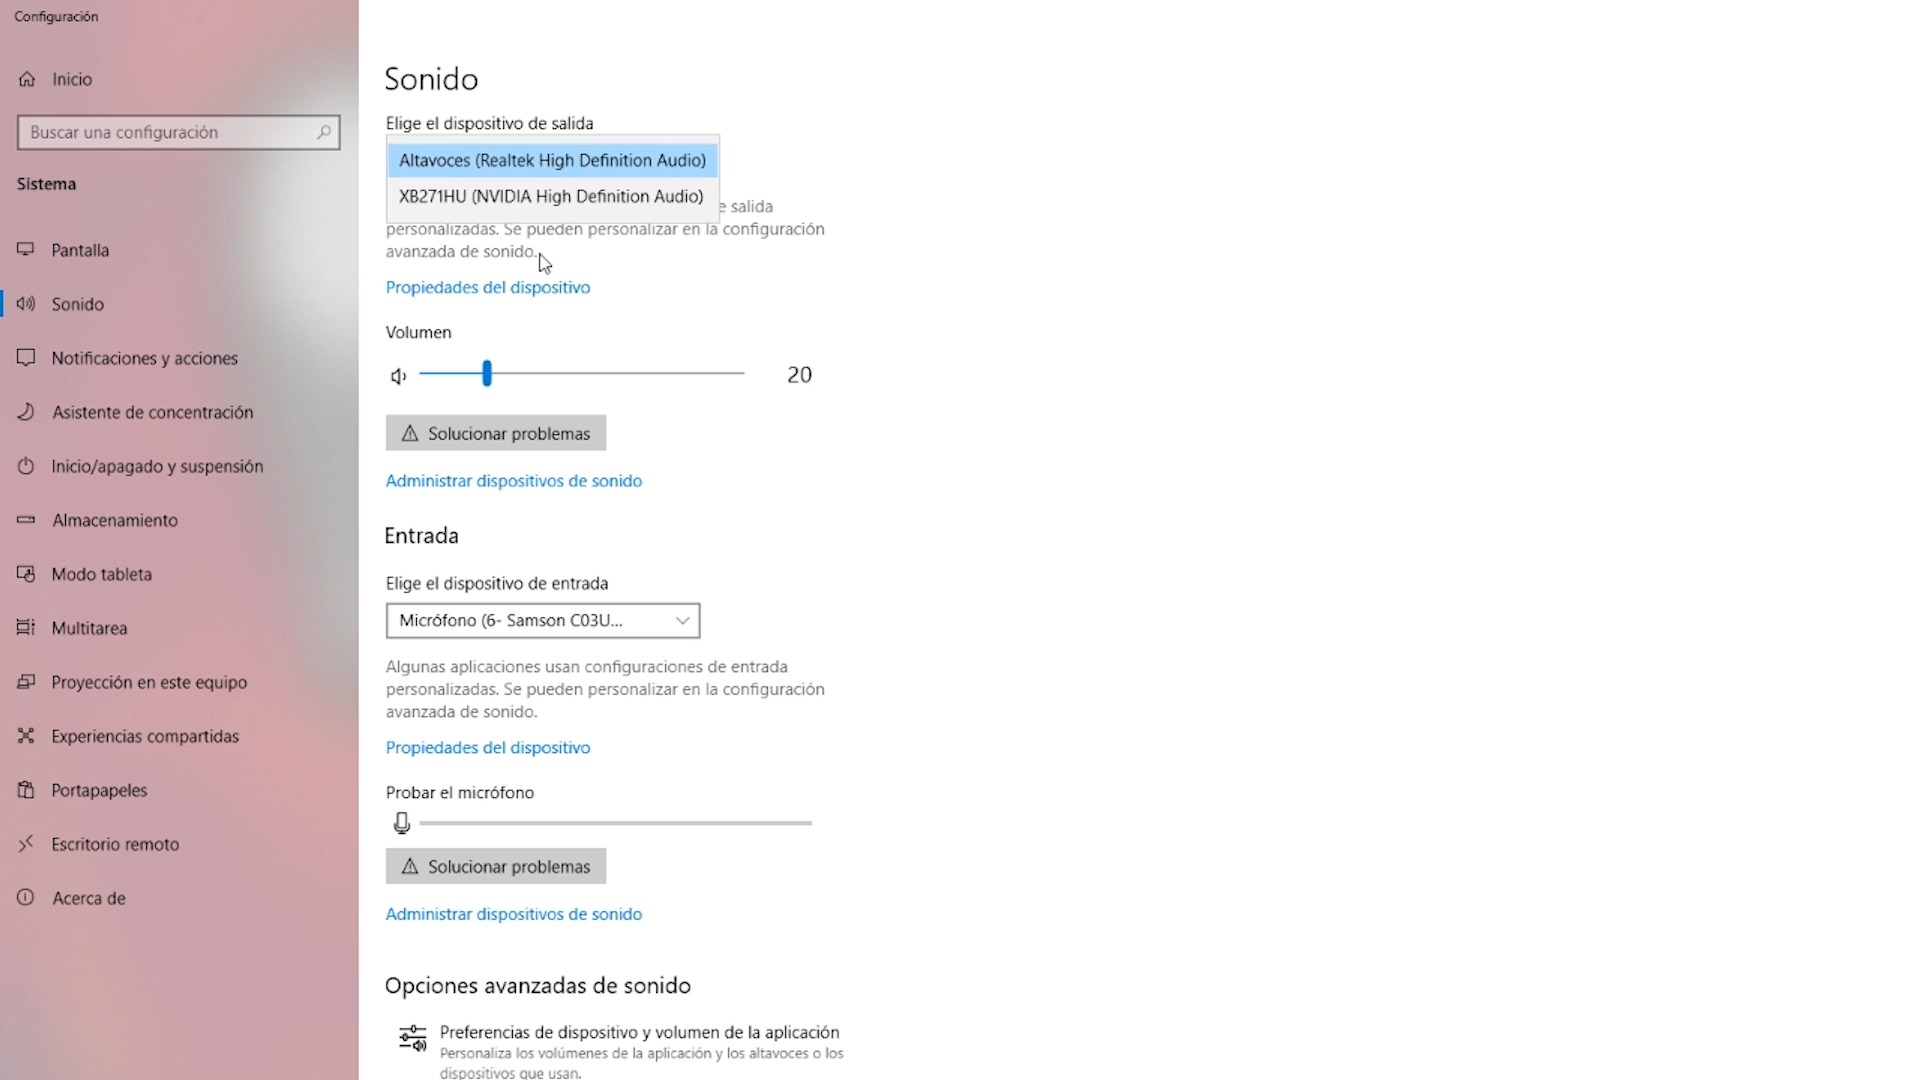 Configuración
Inicio
Buscar una configuración
Sistema
Pantalla
Sonido
Notificaciones y acciones
Asistente de concentración
Inicio/apagado y suspensión
Almacenamiento
Modo tableta
Multitarea
Proyección en este equipo
Experiencias compartidas
Portapapeles
Escritorio remoto
Acerca de
Sonido
Elige el dispositivo de salida
Altavoces (Realtek High Definition Audio)
XB271HU (NVIDIA High Definition Audio)
e salida
personalizadas. Se pueden personalizar en la configuración
avanzada de sonido.
Propiedades del dispositivo
Volumen
20
Solucionar problemas
Administrar dispositivos de sonido
Entrada
Elige el dispositivo de entrada
Micrófono (6- Samson C03U...
Algunas aplicaciones usan configuraciones de entrada
personalizadas. Se pueden personalizar en la configuración
avanzada de sonido.
Propiedades del dispositivo
Probar el micrófono
Solucionar problemas
Administrar dispositivos de sonido
Opciones avanzadas de sonido
Preferencias de dispositivo y volumen de la aplicación
Personaliza los volúmenes de la aplicación y los altavoces o los
dispositivos que usan.